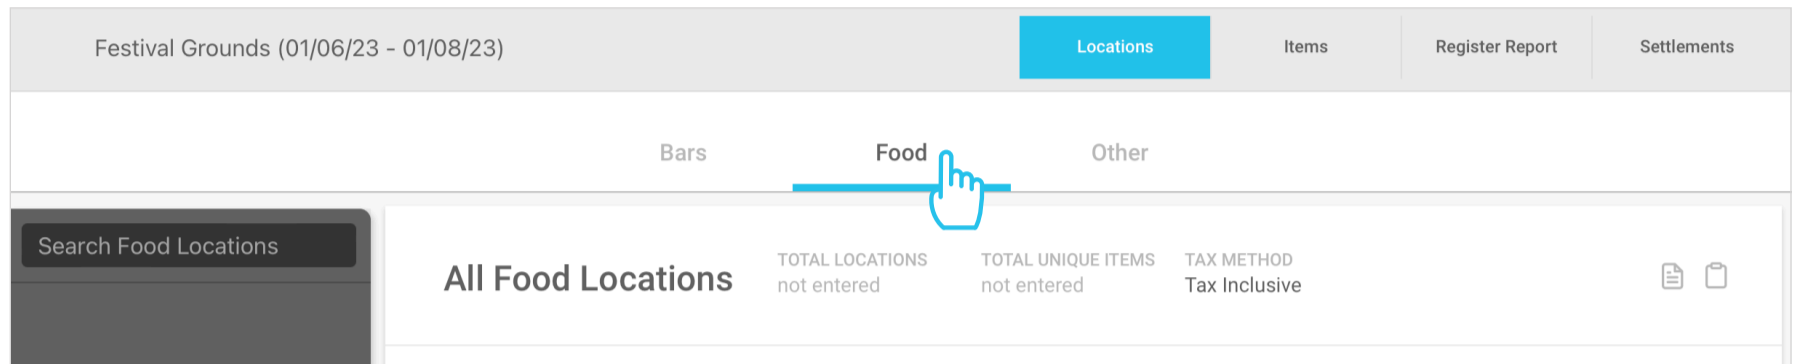 Festival Grounds (01/06/23 - 01/08/23)
Locations
Items
Register Report
Settlements
Bars
Food
Other
Search Food Locations
All Food Locations
TOTAL LOCATIONS
not entered
TOTAL UNIQUE ITEMS
not entered
TAX METHOD
Tax Inclusive